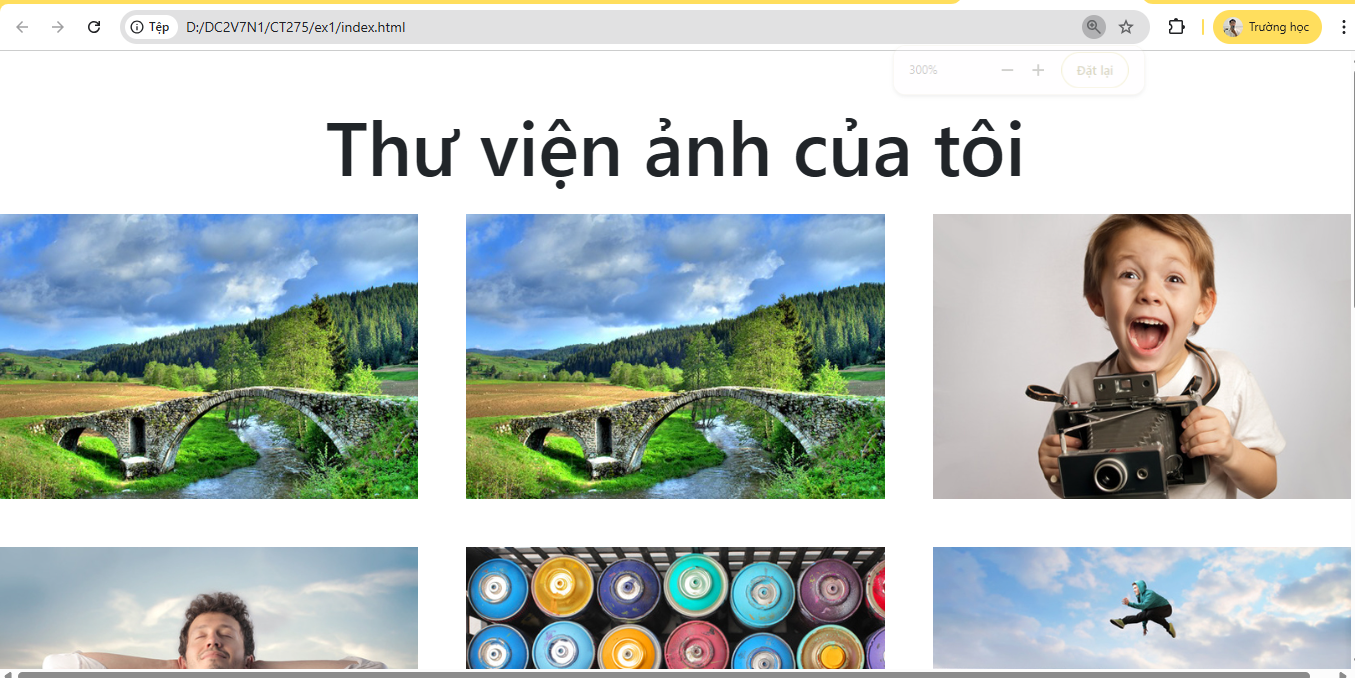 Tệp
D:/DC2V7N1/CT275/ex1/index.html
Trường học
300%
Đặt lại
Thư viện ảnh của tôi